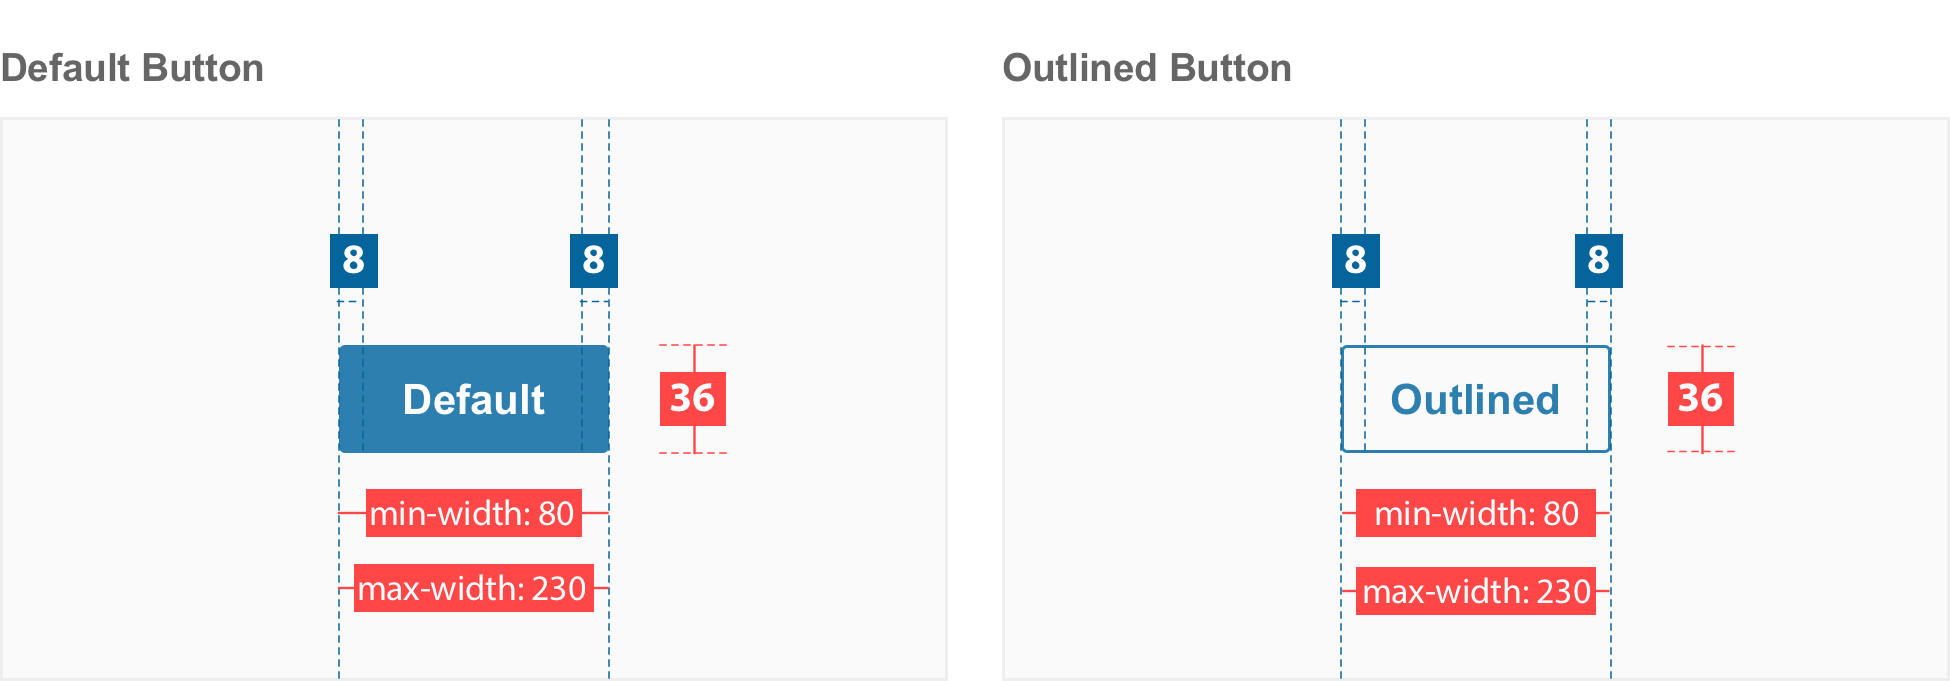 Default Button
8 8
Default
36
min-width: 80
max-width: 230
Outlined Button
8 8
Outlined
36
min-width: 80
max-width: 230